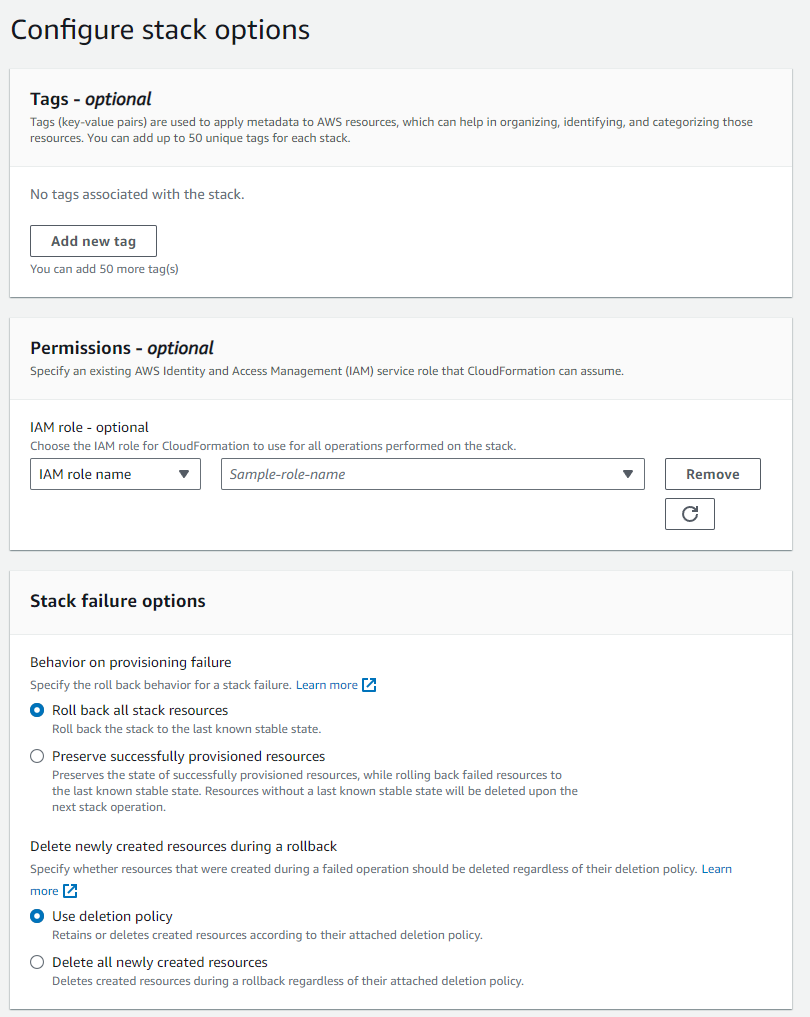 Configure stack options
Tags - optional
Tags (key-value pairs) are used to apply metadata to AWS resources, which can help in organizing, identifying, and categorizing those
resources. You can add up to 50 unique tags for each stack.
No tags associated with the stack.
Add new tag
You can add 50 more tag(s)
Permissions - optional
Specify an existing AWS Identity and Access Management (IAM) service role that CloudFormation can assume.
IAM role - optional
Choose the IAM role for CloudFormation to use for all operations performed on the stack.
IAM role name Sample-role-name Remove
Stack failure options
Behavior on provisioning failure
Specify the roll back behavior for a stack failure. Learn more
Roll back all stack resources
Roll back the stack to the last known stable state.
Preserve successfully provisioned resources
Preserves the state of successfully provisioned resources, while rolling back failed resources to
the last known stable state. Resources without a last known stable state will be deleted upon the
next stack operation.
Delete newly created resources during a rollback
Specify whether resources that were created during a failed operation should be deleted regardless of their deletion policy. Learn
more
Use deletion policy
Retains or deletes created resources according to their attached deletion policy.
Delete all newly created resources
Deletes created resources during a rollback regardless of their attached deletion policy.